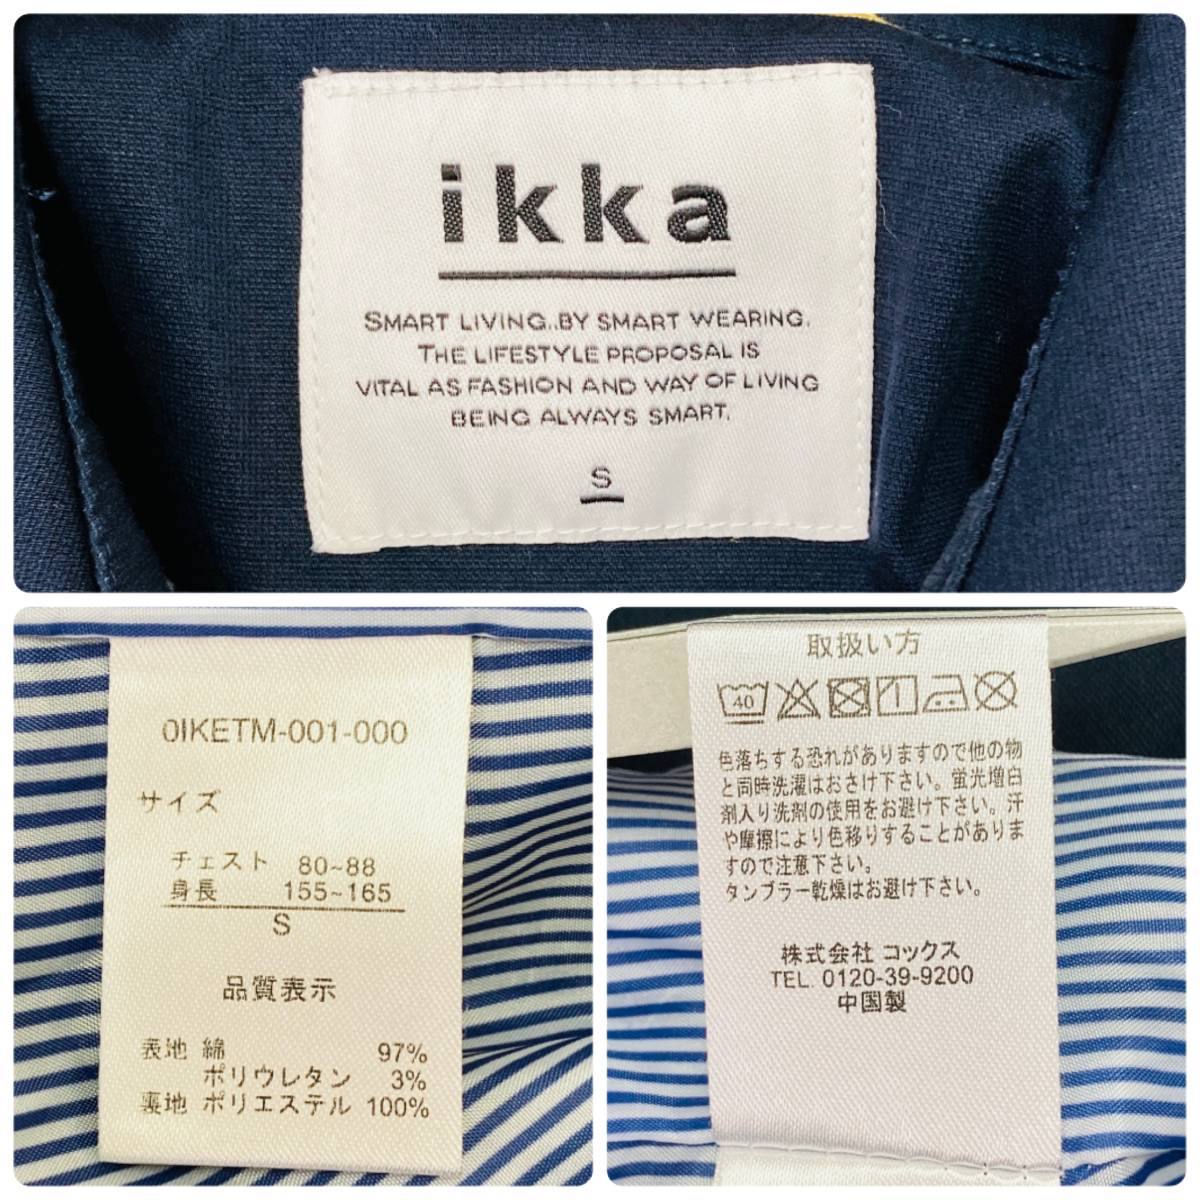 ikka
SMART LIVING..BY SMART WEARING.
THE LIFESTYLE PROPOSAL IS
VITAL AS FASHION AND WAY OF LIVING
BEING ALWAYS SMART.
S
0IKETM-001-000
サイズ
チェスト 80~88
身長 155~165
S
品質表示
表地 綿 97%
ポリウレタン 3%
裏地 ポリエステル 100%
取扱い方
40
色落ちする恐れがありますので他の物
と同時洗濯はおさけ下さい。蛍光増白
剤入り洗剤の使用をお避け下さい。汗
や摩擦により色移りすることがありま
すので注意下さい。
タンブラー乾燥はお避け下さい。
株式会社 コックス
TEL. 0120-39-9200
中国製